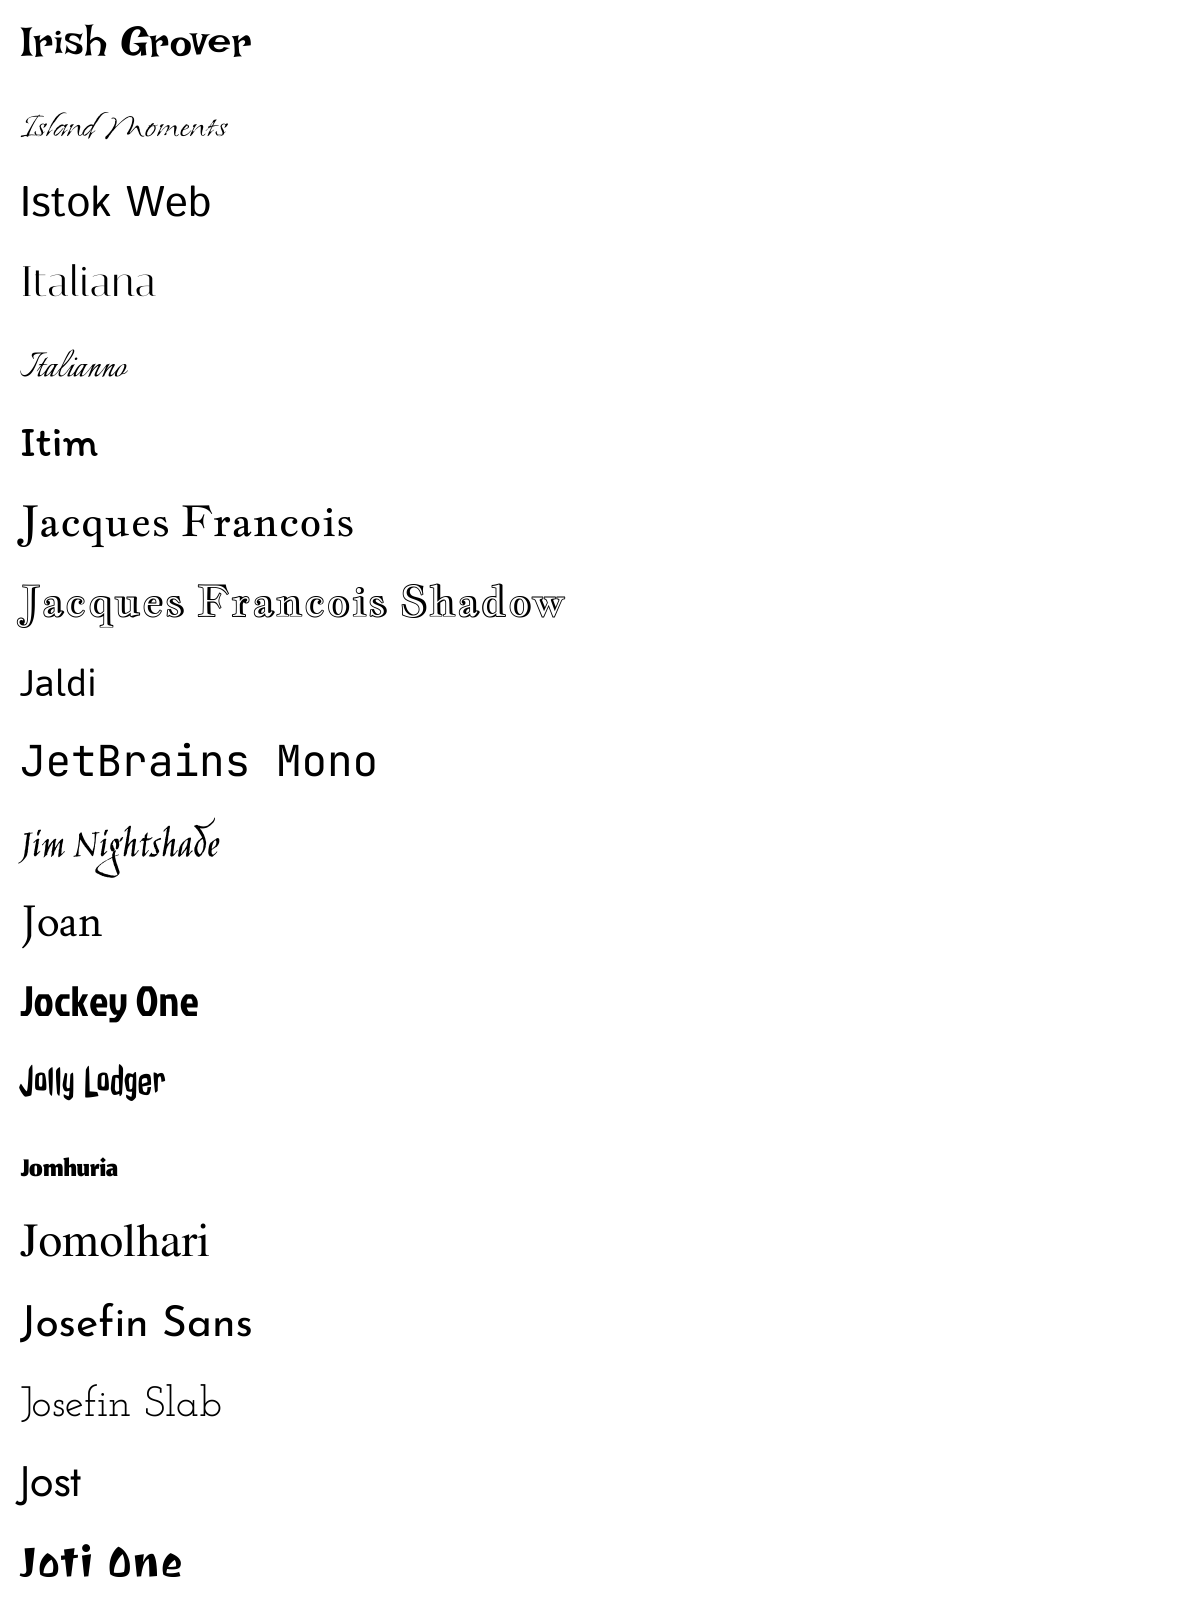 Irish Grover
Island Moments
Istok Web
Italiana
Italianno
Itim
Jacques Francois
Jacques Francois Shadow
Jaldi
JetBrains Mono
Jim Nightshade
Joan
Jockey One
Jolly Lodger
Jomhuria
Jomolhari
Josefin Sans
Josefin Slab
Jost
Joti One